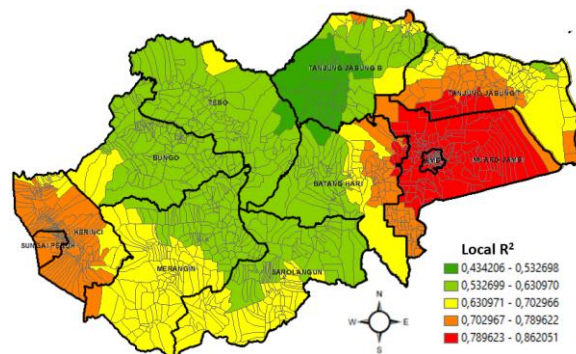 TANJUNG JABUNG B
TANJUNG JABUNG T
TEBO
BUNGO
BATANG HARI
MUARO JAMBI
KERINCI
SUNGAI PENUH
MERANGIN
SAROLANGUN
N
W
E
S
Local R²
0,434206 - 0,532698
0,532699 - 0,630970
0,630971 - 0,702966
0,702967 - 0,789622
0,789623 - 0,862051